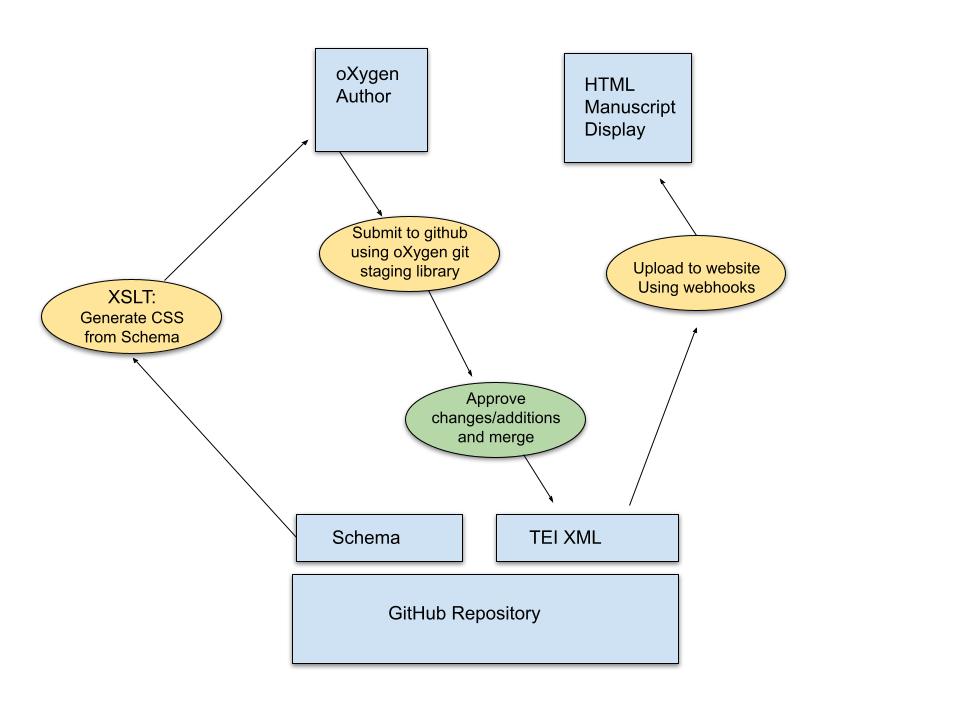 oXygen
Author
HTML
Manuscript
Display
Submit to github
using oXygen git
staging library
Upload to website
Using webhooks
XSLT:
Generate CSS
from Schema
Approve
changes/additions
and merge
Schema
TEI XML
GitHub Repository